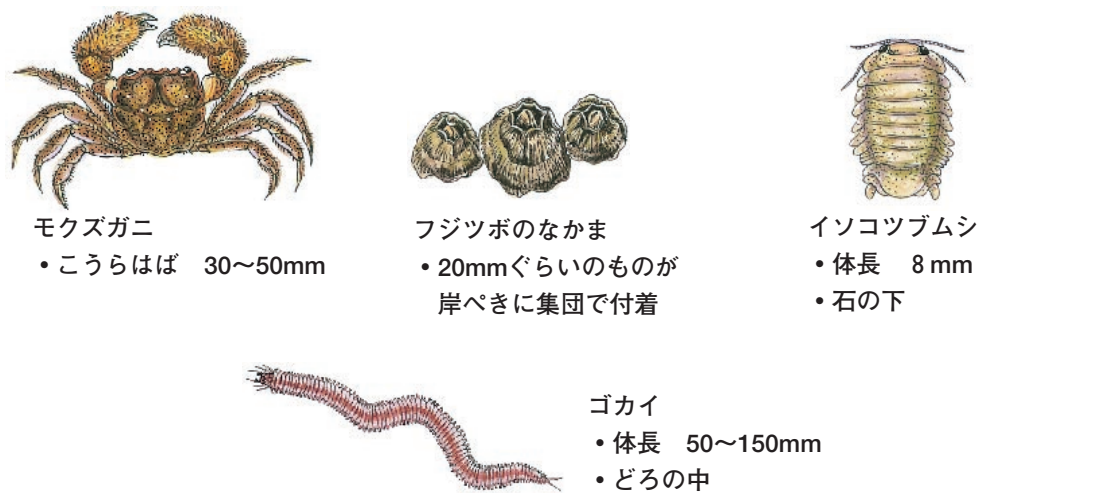 モクズガニ
• こうらはば　30〜50mm
フジツボのなかま
• 20mmぐらいのものが
岸ぺきに集団で付着
イソコツブムシ
• 体長　8 mm
• 石の下
ゴカイ
• 体長　50〜150mm
• どろの中